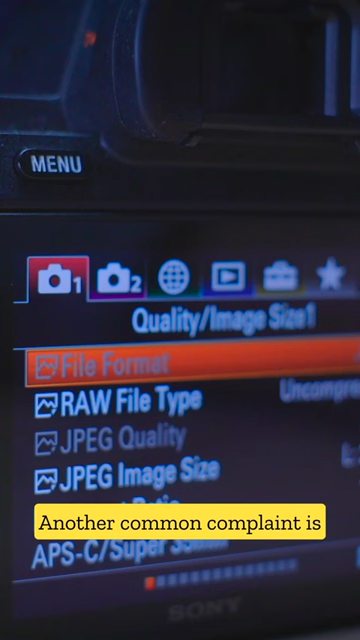 MENU
1 2
Quality/Image Size1
File Format
RAW File Type
JPEG Quality
JPEG Image Size
Another common complaint is
APS-C/Super
SONY